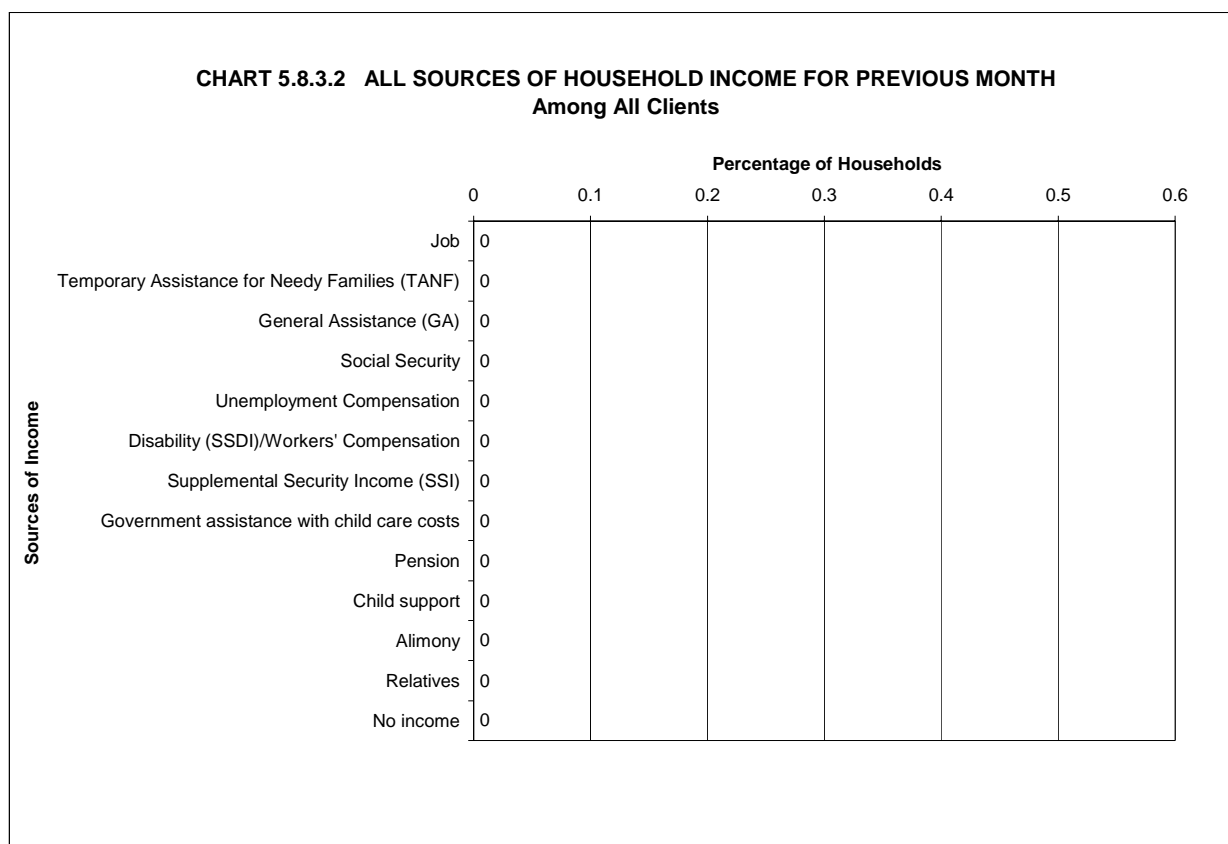 CHART 5.8.3.2   ALL SOURCES OF HOUSEHOLD INCOME FOR PREVIOUS MONTH
Among All Clients
Percentage of Households
0 0.1 0.2 0.3 0.4 0.5 0.6
Sources of Income
Job 0
Temporary Assistance for Needy Families (TANF) 0
General Assistance (GA) 0
Social Security 0
Unemployment Compensation 0
Disability (SSDI)/Workers' Compensation 0
Supplemental Security Income (SSI) 0
Government assistance with child care costs 0
Pension 0
Child support 0
Alimony 0
Relatives 0
No income 0